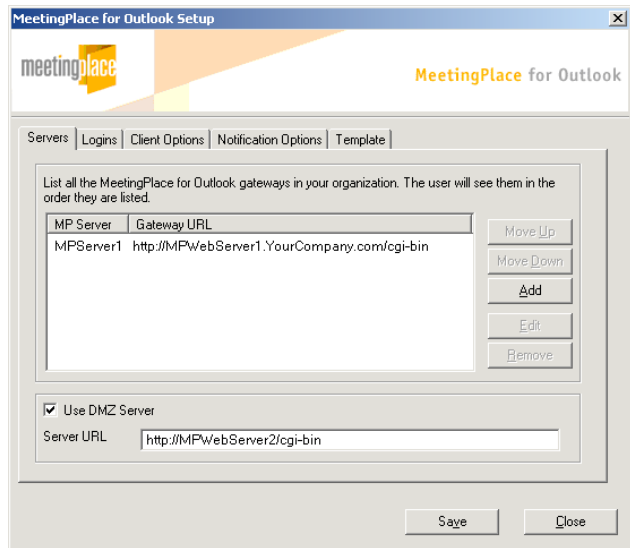 MeetingPlace for Outlook Setup
meetingplace
MeetingPlace for Outlook
Servers Logins Client Options Notification Options Template
List all the MeetingPlace for Outlook gateways in your organization. The user will see them in the
order they are listed.
MP Server Gateway URL
MPServer1 http://MPWebServer1.YourCompany.com/cgi-bin
Move Up
Move Down
Add
Edit
Remove
Use DMZ Server
Server URL http://MPWebServer2/cgi-bin
Save Close